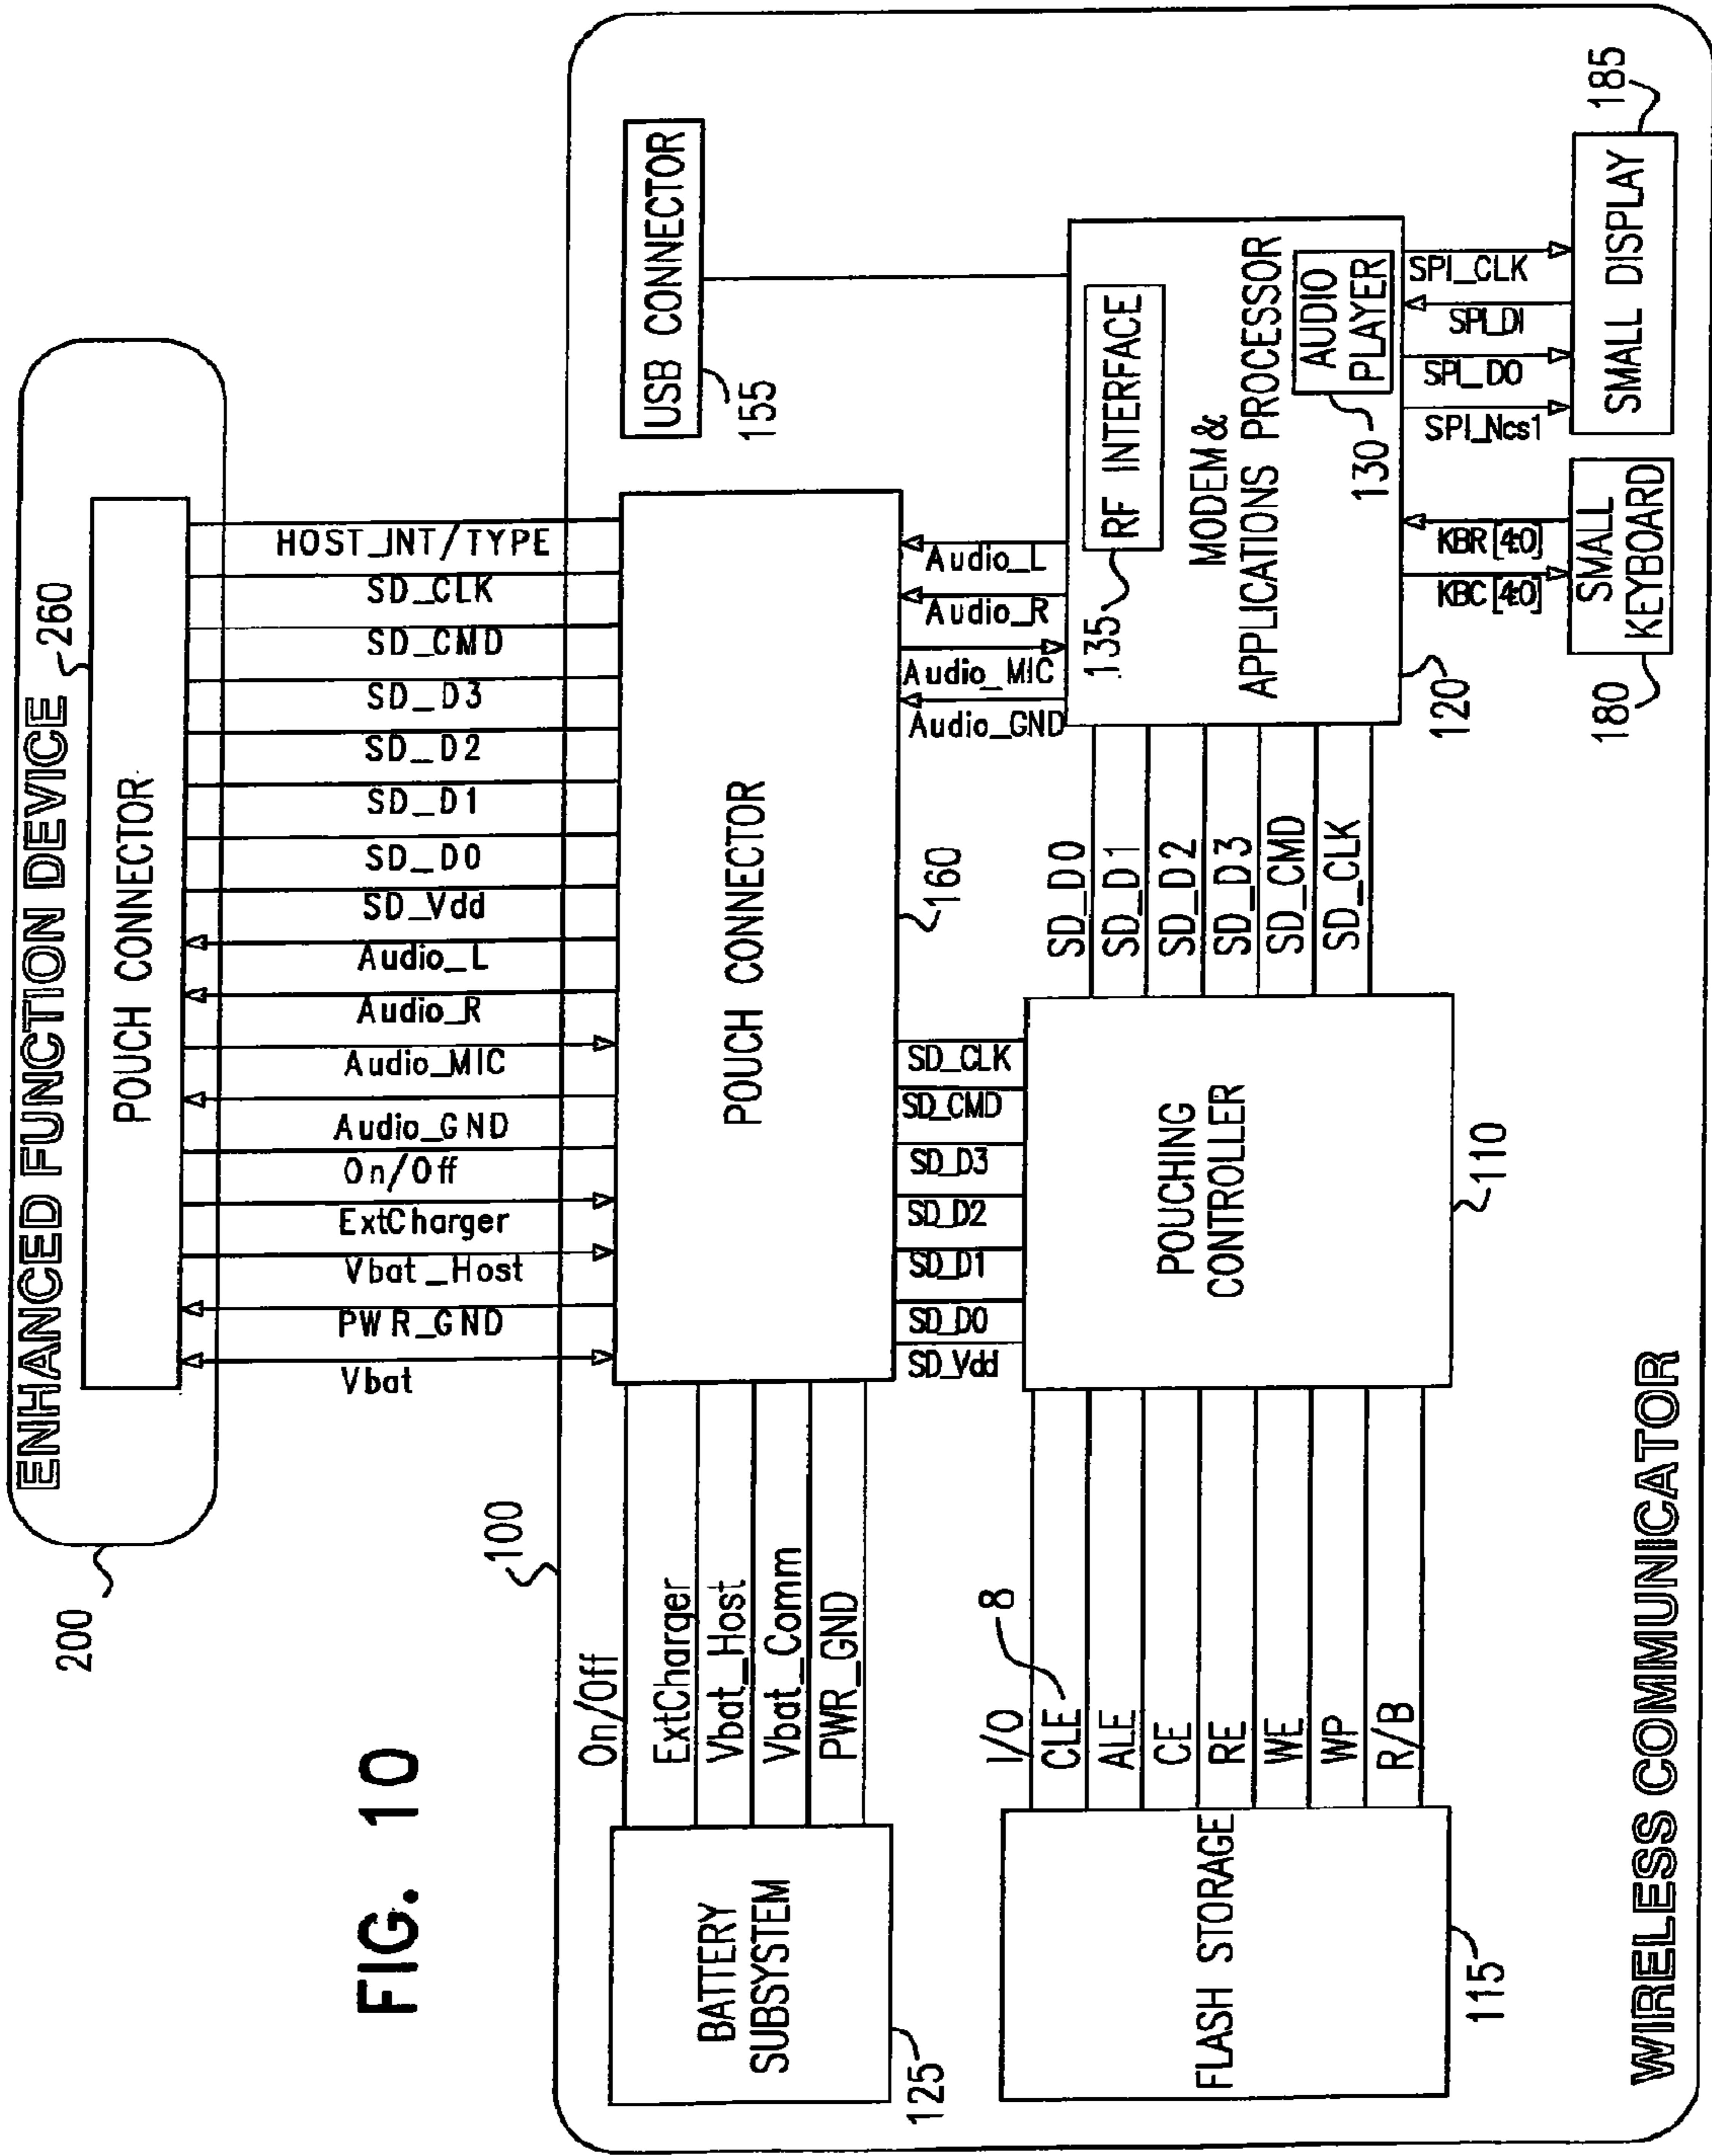 FIG. 10
200
ENHANCED FUNCTION DEVICE
260
POUCH CONNECTOR
Vbat
PWR_GND
Vbat_Host
ExtCharger
On/Off
Audio_GND
Audio_MIC
Audio_R
Audio_L
SD_Vdd
SD_D0
SD_D1
SD_D2
SD_D3
SD_CMD
SD_CLK
HOST_INT/TYPE
100
BATTERY
SUBSYSTEM
125
On/Off
ExtCharger
Vbat_Host
Vbat_Comm
PWR_GND
POUCH CONNECTOR
160
USB CONNECTOR
155
SD_Vdd
SD_D0
SD_D1
SD_D2
SD_D3
SD_CMD
SD_CLK
Audio_GND
Audio_MIC
Audio_R
Audio_L
FLASH STORAGE
115
I/O
8
CLE
ALE
CE
RE
WE
WP
R/B
POUCHING
CONTROLLER
110
SD_D0
SD_D1
SD_D2
SD_D3
SD_CMD
SD_CLK
135
RF INTERFACE
MODEM &
APPLICATIONS PROCESSOR
130
AUDIO
PLAYER
120
KBC[4:0]
KBR[4:0]
SPI_Ncs1
SPI_DO
SPI_DI
SPI_CLK
180
SMALL
KEYBOARD
SMALL DISPLAY
185
WIRELESS COMMUNICATOR